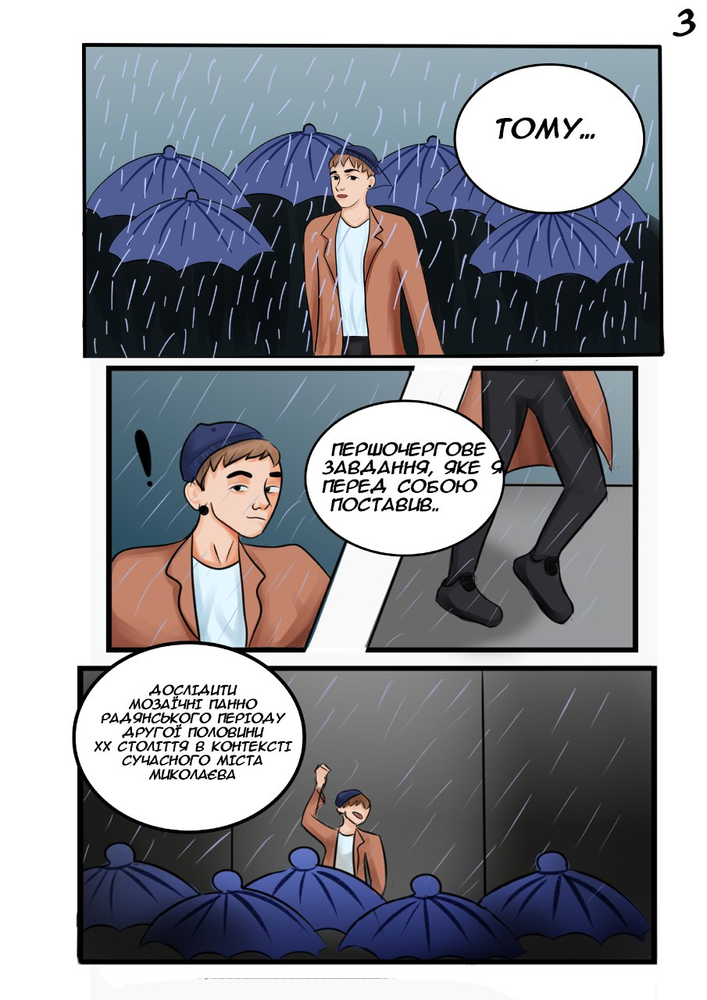 3
ТОМУ...
ПЕРШОЧЕРГОВЕ
ЗАВДАННЯ, ЯКЕ Я
ПЕРЕД СОБОЮ
ПОСТАВИВ..
ДОСЛІДИТИ
МОЗАЇЧНІ ПАННО
РАДЯНСЬКОГО ПЕРІОДУ
ДРУГОЇ ПОЛОВИНИ
ХХ СТОЛІТТЯ В КОНТЕКСТІ
СУЧАСНОГО МІСТА
МИКОЛАЄВА